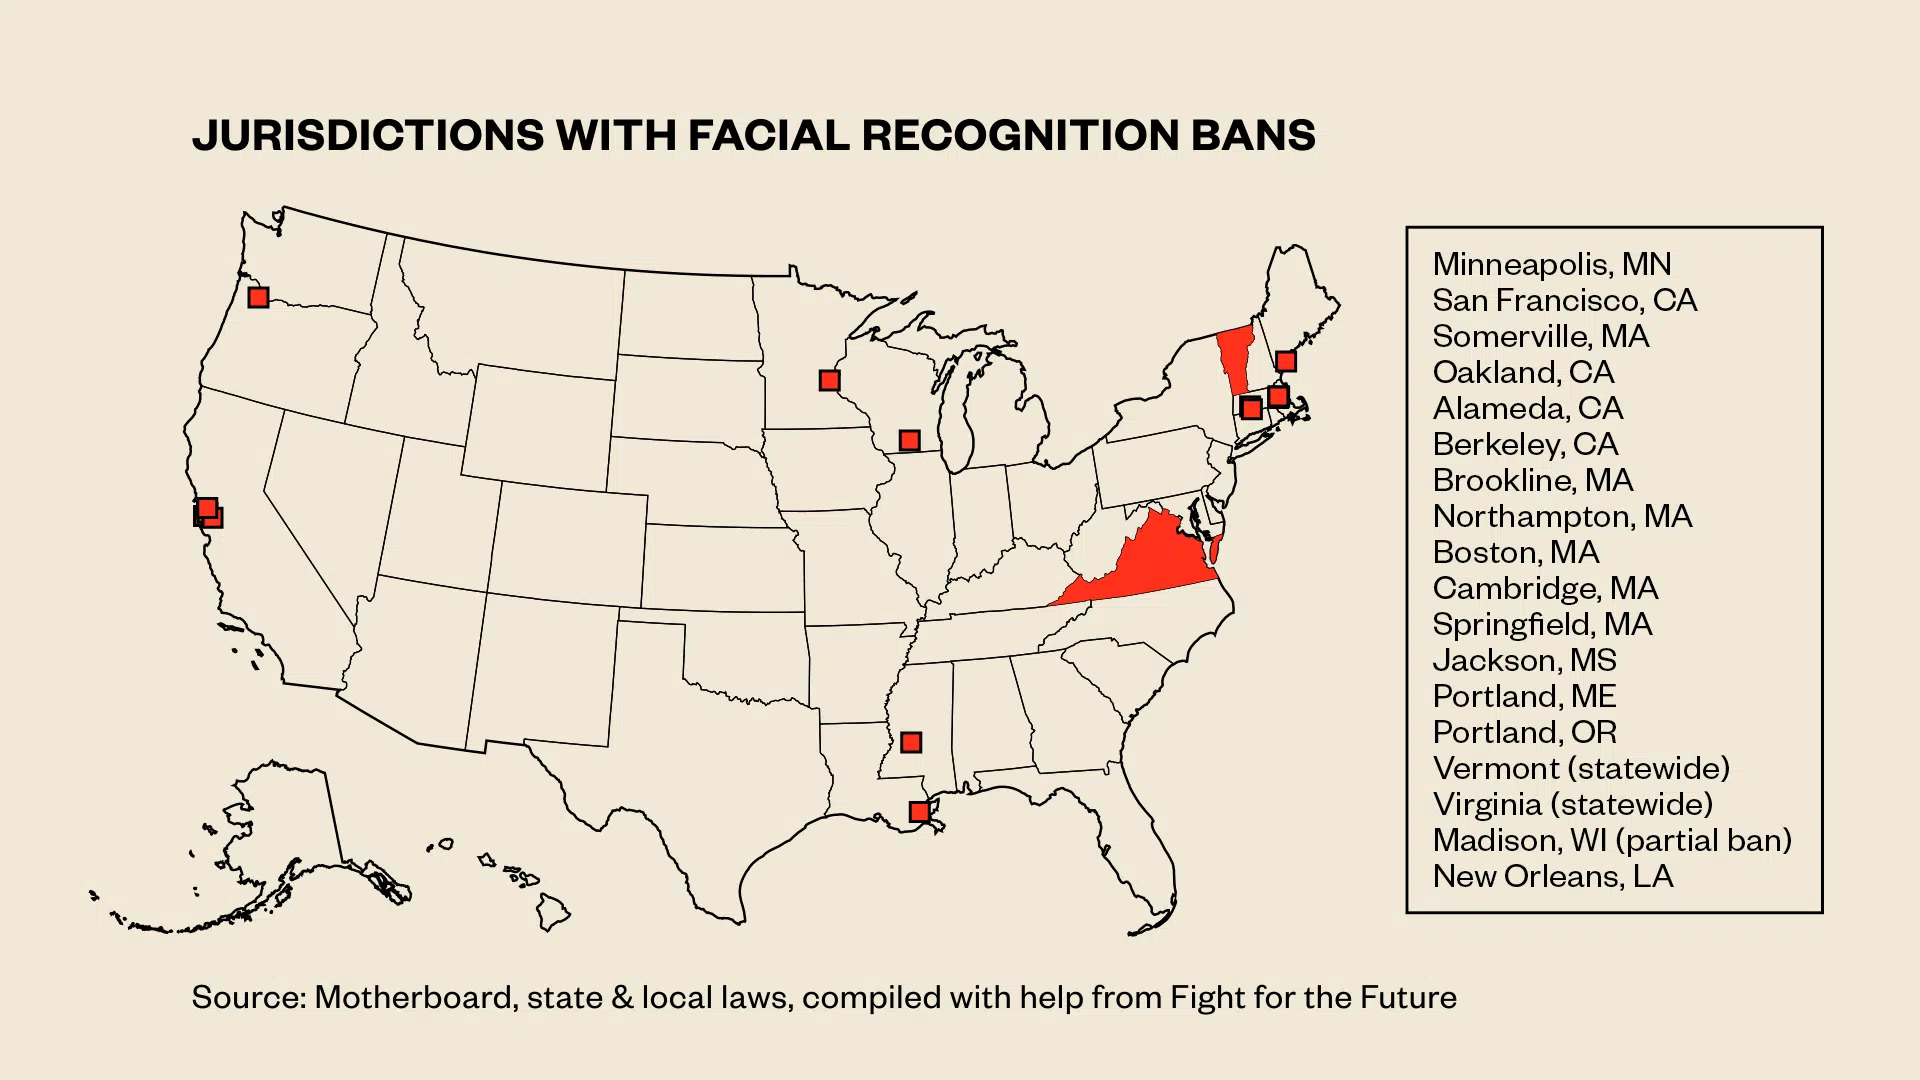 JURISDICTIONS WITH FACIAL RECOGNITION BANS
Minneapolis, MN
San Francisco, CA
Somerville, MA
Oakland, CA
Alameda, CA
Berkeley, CA
Brookline, MA
Northampton, MA
Boston, MA
Cambridge, MA
Springfield, MA
Jackson, MS
Portland, ME
Portland, OR
Vermont (statewide)
Virginia (statewide)
Madison, WI (partial ban)
New Orleans, LA
Source: Motherboard, state & local laws, compiled with help from Fight for the Future